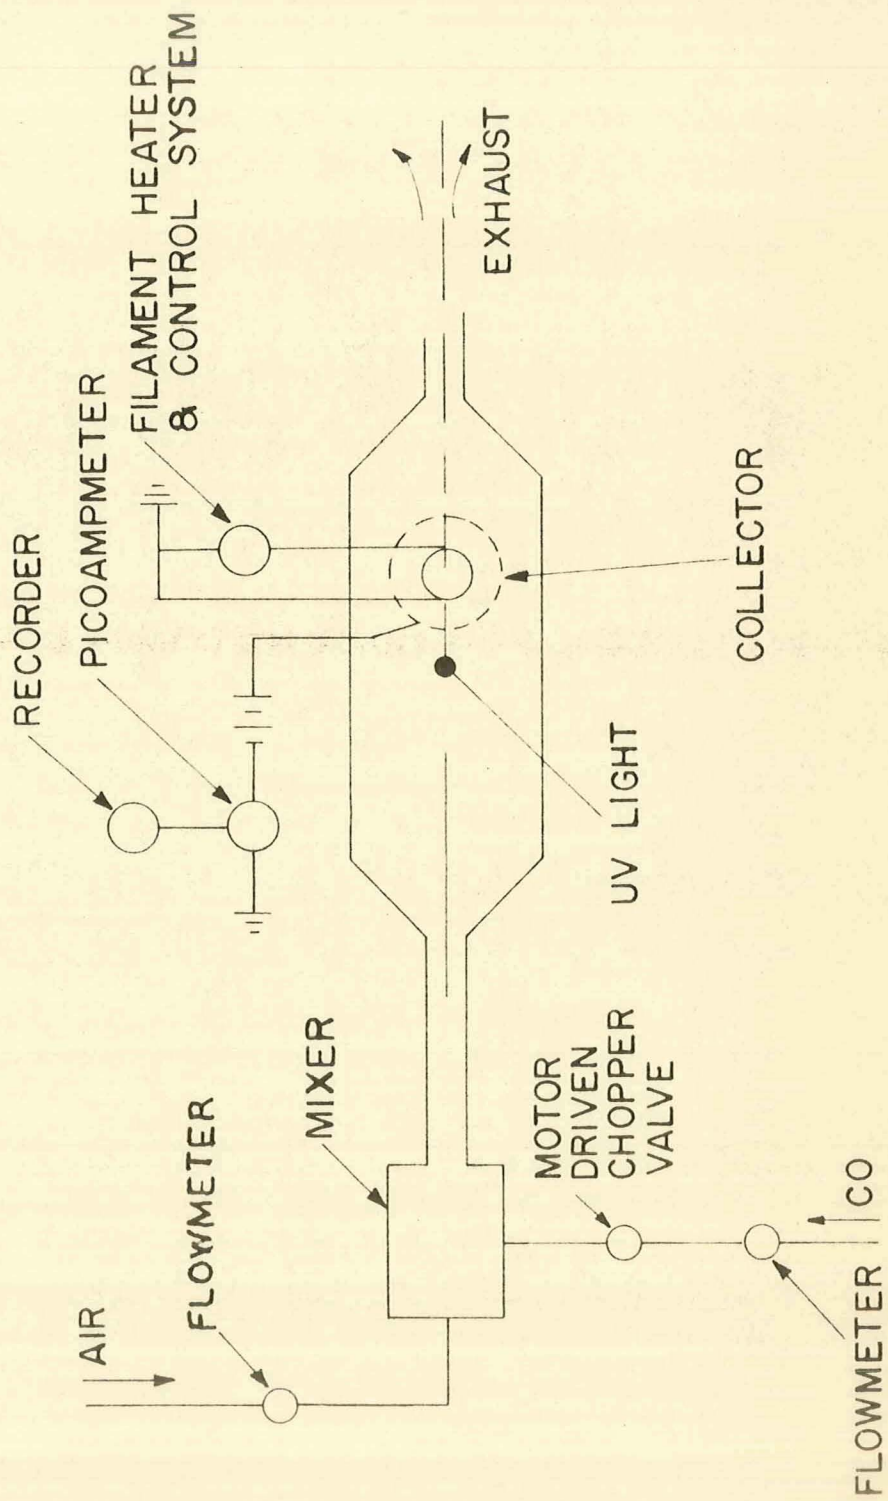 RECORDER
PICOAMPMETER
FILAMENT HEATER
& CONTROL SYSTEM
AIR
FLOWMETER
MIXER
EXHAUST
UV LIGHT
COLLECTOR
MOTOR
DRIVEN
CHOPPER
VALVE
FLOWMETER
CO